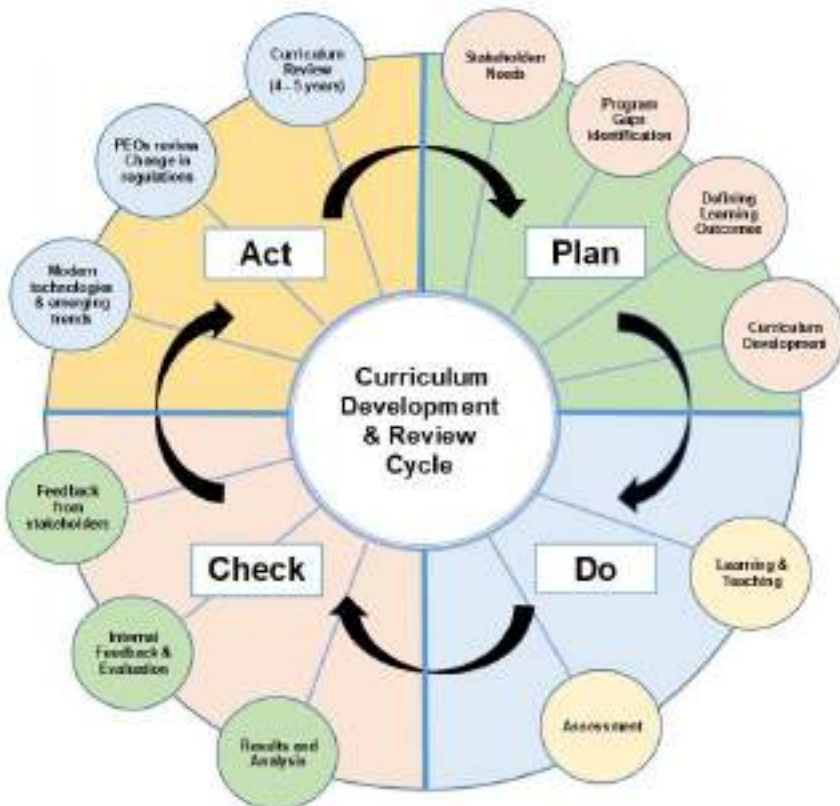 Curriculum
Review
(4 – 5 years)
Stakeholders
Needs
PEOs review
Change in
regulations
Program
Gaps
identification
Defining
Learning
Outcomes
Act
Plan
Modern
technologies
& emerging
trends
Curriculum
Development
Curriculum
Development
& Review
Cycle
Feedback
from
stakeholders
Check
Do
Learning &
Teaching
Internal
Feedback &
Evaluation
Assessment
Results and
Analysis